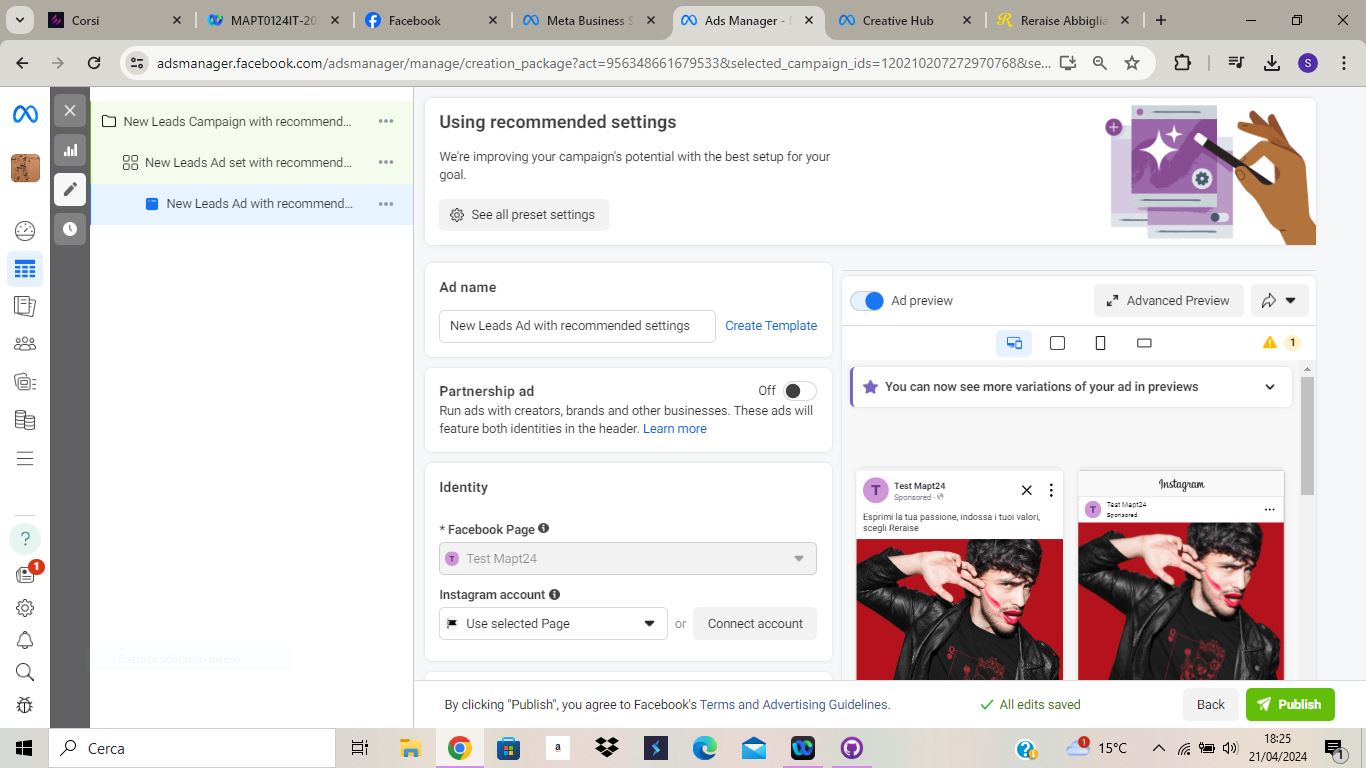 Corsi
MAPT0124IT-20
Facebook
Meta Business S
Ads Manager -
Creative Hub
Reraise Abbiglia
adsmanager.facebook.com/adsmanager/manage/creation_package?act=956348661679533&selected_campaign_ids=120210207272970768&se...
S
New Leads Campaign with recommend...
New Leads Ad set with recommend...
New Leads Ad with recommend...
Using recommended settings
We're improving your campaign's potential with the best setup for your
goal.
See all preset settings
Ad name
New Leads Ad with recommended settings
Create Template
Partnership ad
Off
Run ads with creators, brands and other businesses. These ads will
feature both identities in the header. Learn more
Identity
* Facebook Page
T Test Mapt24
Instagram account
Use selected Page
or
Connect account
Ad preview
Advanced Preview
1
You can now see more variations of your ad in previews
T
Test Mapt24
Sponsored ·
Esprimi la tua passione, indossa i tuoi valori,
scegli Reraise
Instagram
T
Test Mapt24
Sponsored
?
1
Cattura schermo intero
By clicking "Publish", you agree to Facebook's Terms and Advertising Guidelines.
All edits saved
Back
Publish
Cerca
a
1
15°C
18:25
21/04/2024
1